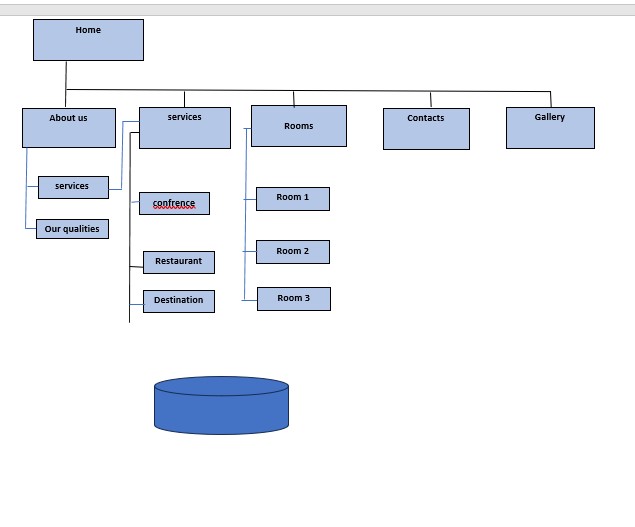 Home
About us
services
Rooms
Contacts
Gallery
services
Our qualities
confrence
Restaurant
Destination
Room 1
Room 2
Room 3